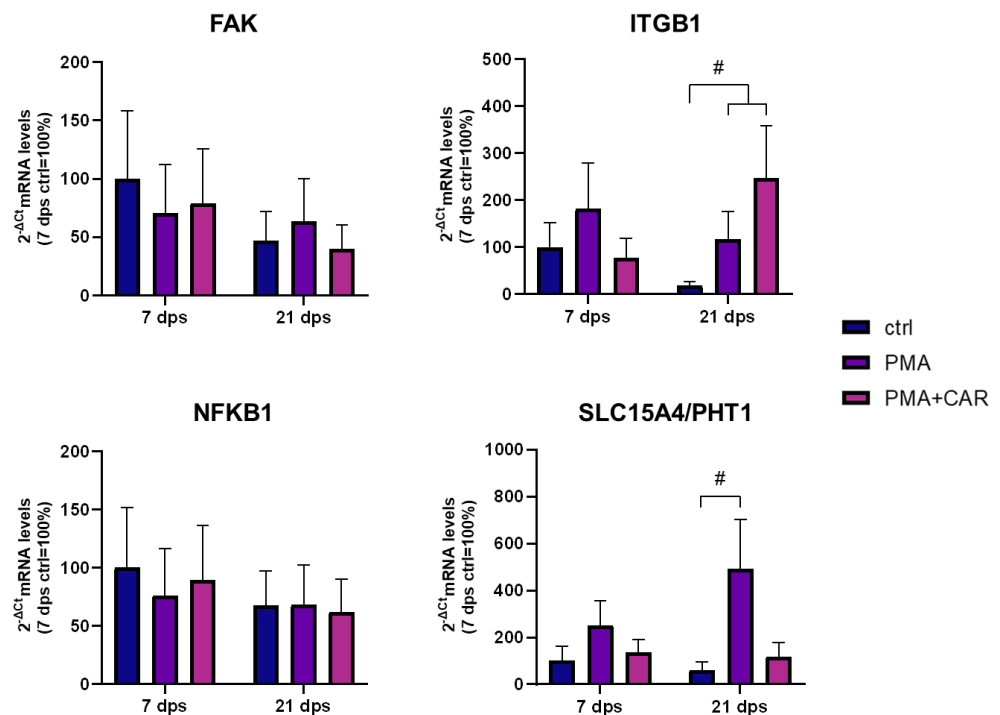 FAK
2-ΔCt mRNA levels
(7 dps ctrl=100%)
200
150
100
50
0
7 dps
21 dps
ITGB1
2-ΔCt mRNA levels
(7 dps ctrl=100%)
500
400
300
200
100
0
#
7 dps
21 dps
ctrl
PMA
PMA+CAR
NFKB1
2-ΔCt mRNA levels
(7 dps ctrl=100%)
200
150
100
50
0
7 dps
21 dps
SLC15A4/PHT1
2-ΔCt mRNA levels
(7 dps ctrl=100%)
1000
800
600
400
200
0
#
7 dps
21 dps